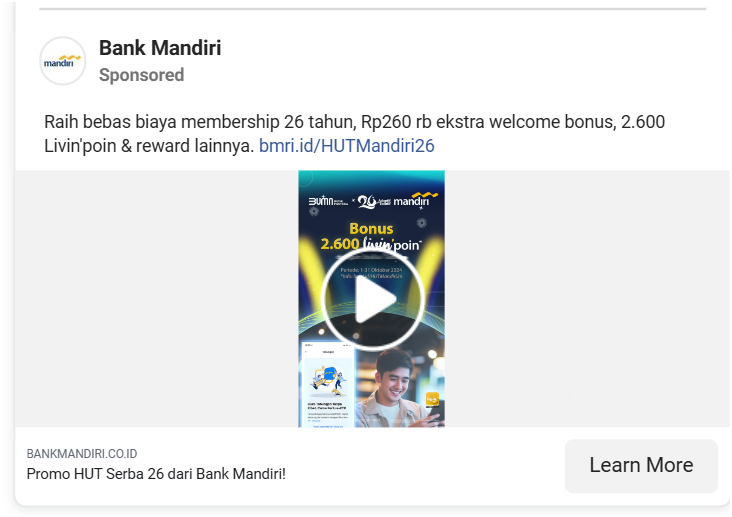 mandiri
Bank Mandiri
Sponsored
Raih bebas biaya membership 26 tahun, Rp260 rb ekstra welcome bonus, 2.600
Livin'poin & reward lainnya. bmri.id/HUTMandiri26
BUMN x 26 mandiri
Bonus
2.600 livin'poin
Periode: 1-31 Oktober 2024
BANKMANDIRI.CO.ID
Promo HUT Serba 26 dari Bank Mandiri!
Learn More